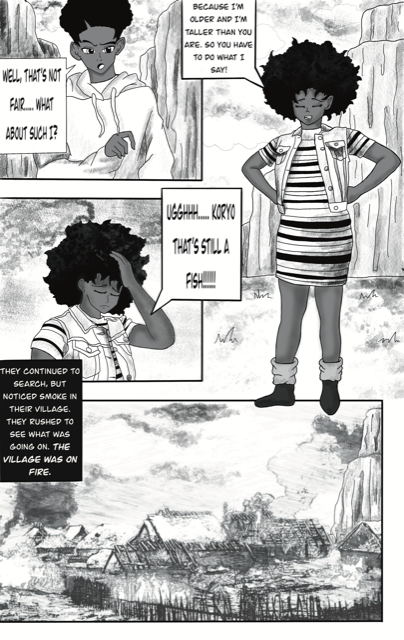 BECAUSE I'M
OLDER AND I'M
TALLER THAN YOU
ARE. SO YOU HAVE
TO DO WHAT I
SAY!
WELL, THAT'S NOT
FAIR..... WHAT
ABOUT SUCH I?
UGGHHH..... KORYO
THAT'S STILL A
FISH!!!!!!!
THEY CONTINUED TO
SEARCH, BUT
NOTICED SMOKE IN
THEIR VILLAGE.
THEY RUSHED TO
SEE WHAT WAS
GOING ON. THE
VILLAGE WAS ON
FIRE.